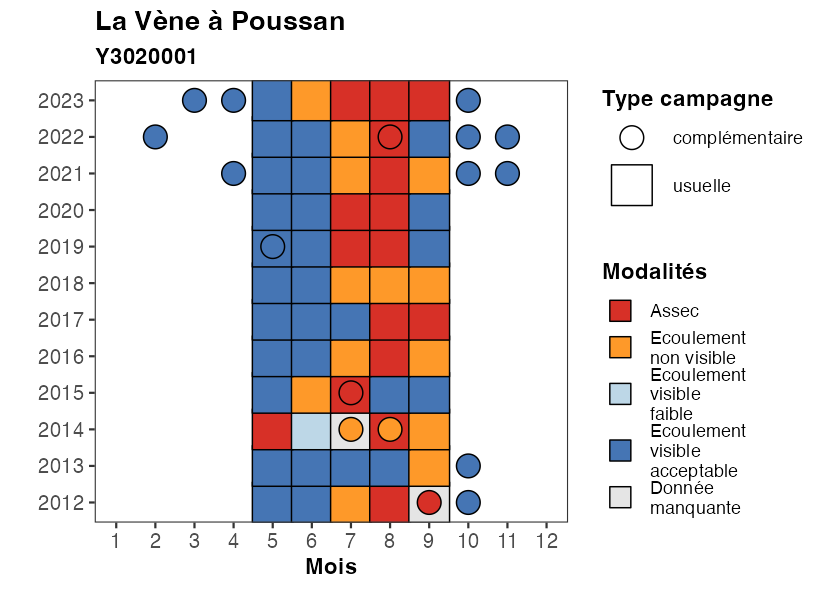 La Vène à Poussan
Y3020001
2023
2022
2021
2020
2019
2018
2017
2016
2015
2014
2013
2012
1 2 3 4 5 6 7 8 9 10 11 12
Mois
Type campagne
complémentaire
usuelle
Modalités
Assec
Ecoulement
non visible
Ecoulement
visible
faible
Ecoulement
visible
acceptable
Donnée
manquante